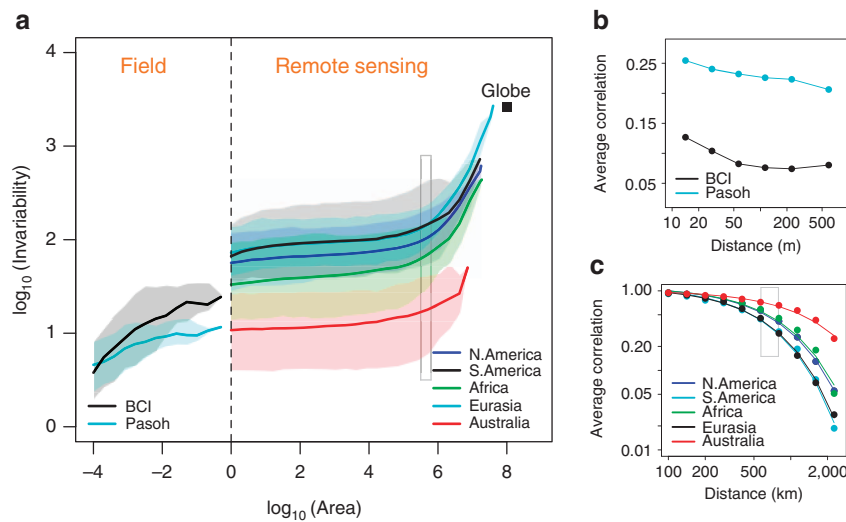 a
Field
Remote sensing
Globe
4
3
2
1
0
log10 (Invariability)
BCI
Pasoh
N.America
S.America
Africa
Eurasia
Australia
−4
−2
0
2
4
6
8
log10 (Area)
b
0.25
0.15
0.05
Average correlation
BCI
Pasoh
10
20
50
100
200
500
Distance (m)
c
1.00
0.20
0.05
0.01
Average correlation
N.America
S.America
Africa
Eurasia
Australia
100
200
500
2,000
Distance (km)